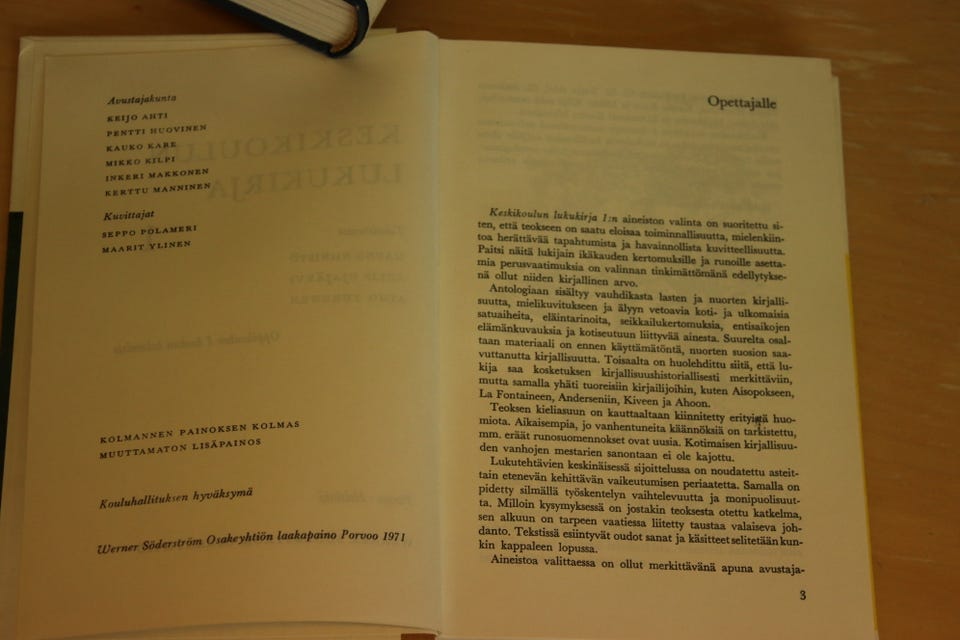 Avustajakunta
KEIJO AHTI
PENTTI HUOVINEN
KAUKO KARE
MIKKO KILPI
INKERI MAKKONEN
KERTTU MANNINEN
Kuvittajat
SEPPO POLAMERI
MAARIT YLINEN
KOLMANNEN PAINOKSEN KOLMAS
MUUTTAMATON LISÄPAINOS
Kouluhallituksen hyväksymä
Werner Söderström Osakeyhtiön laakapaino Porvoo 1971
Opettajalle
Keskikoulun lukukirja I:n aineiston valinta on suoritettu si-
ten, että teokseen on saatu eloisaa toiminnallisuutta, mielenkiin-
toa herättävää tapahtumista ja havainnollista kuvitteellisuutta.
Paitsi näitä lukijain ikäkauden kertomuksille ja runoille asetta-
mia perusvaatimuksia on valinnan tinkimättömänä edellytykse-
nä ollut niiden kirjallinen arvo.
Antologiaan sisältyy vauhdikasta lasten ja nuorten kirjalli-
suutta, mielikuvitukseen ja älyyn vetoavia koti- ja ulkomaisia
satuaiheita, eläintarinoita, seikkailukertomuksia, entisaikojen
elämänkuvauksia ja kotiseutuun liittyvää ainesta. Suurelta osal-
taan materiaali on ennen käyttämätöntä, nuorten suosion saa-
vuttanutta kirjallisuutta. Toisaalta on huolehdittu siitä, että lu-
kija saa kosketuksen kirjallisuushistoriallisesti merkittäviin,
mutta samalla yhäti tuoreisiin kirjailijoihin, kuten Aisopokseen,
La Fontaineen, Anderseniin, Kiveen ja Ahoon.
Teoksen kieliasuun on kauttaaltaan kiinnitetty erityistä huo-
miota. Aikaisempia, jo vanhentuneita käännöksiä on tarkistettu,
mm. eräät runosuomennokset ovat uusia. Kotimaisen kirjallisuu-
den vanhojen mestarien sanontaan ei ole kajottu.
Lukutehtävien keskinäisessä sijoittelussa on noudatettu asteit-
tain etenevän kehittävän vaikeutumisen periaatetta. Samalla on
pidetty silmällä työskentelyn vaihtelevuutta ja monipuolisuut-
ta. Milloin kysymyksessä on jostakin teoksesta otettu katkelma,
sen alkuun on tarpeen vaatiessa liitetty taustaa valaiseva joh-
danto. Tekstissä esiintyvät oudot sanat ja käsitteet selitetään kun-
kin kappaleen lopussa.
Aineistoa valittaessa on ollut merkittävänä apuna avustaja-
3